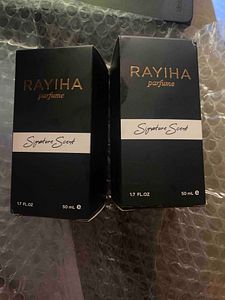 RAYIHA
parfume
Signature Scent
1.7 FL.OZ 50 mL e
RAYIHA
parfume
Signature Scent
1.7 FL.OZ 50 mL e